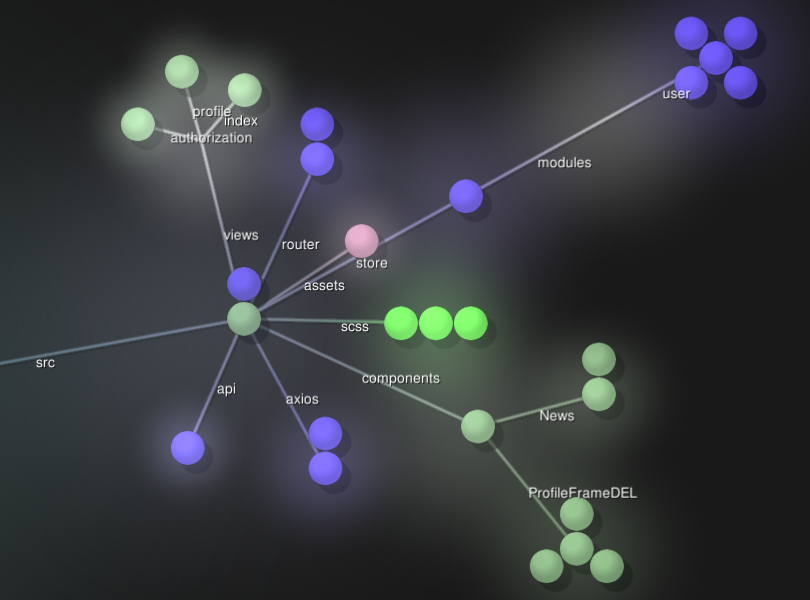 user
profile
index
authorization
modules
views
router
store
assets
scss
src
components
api
axios
News
ProfileFrameDEL